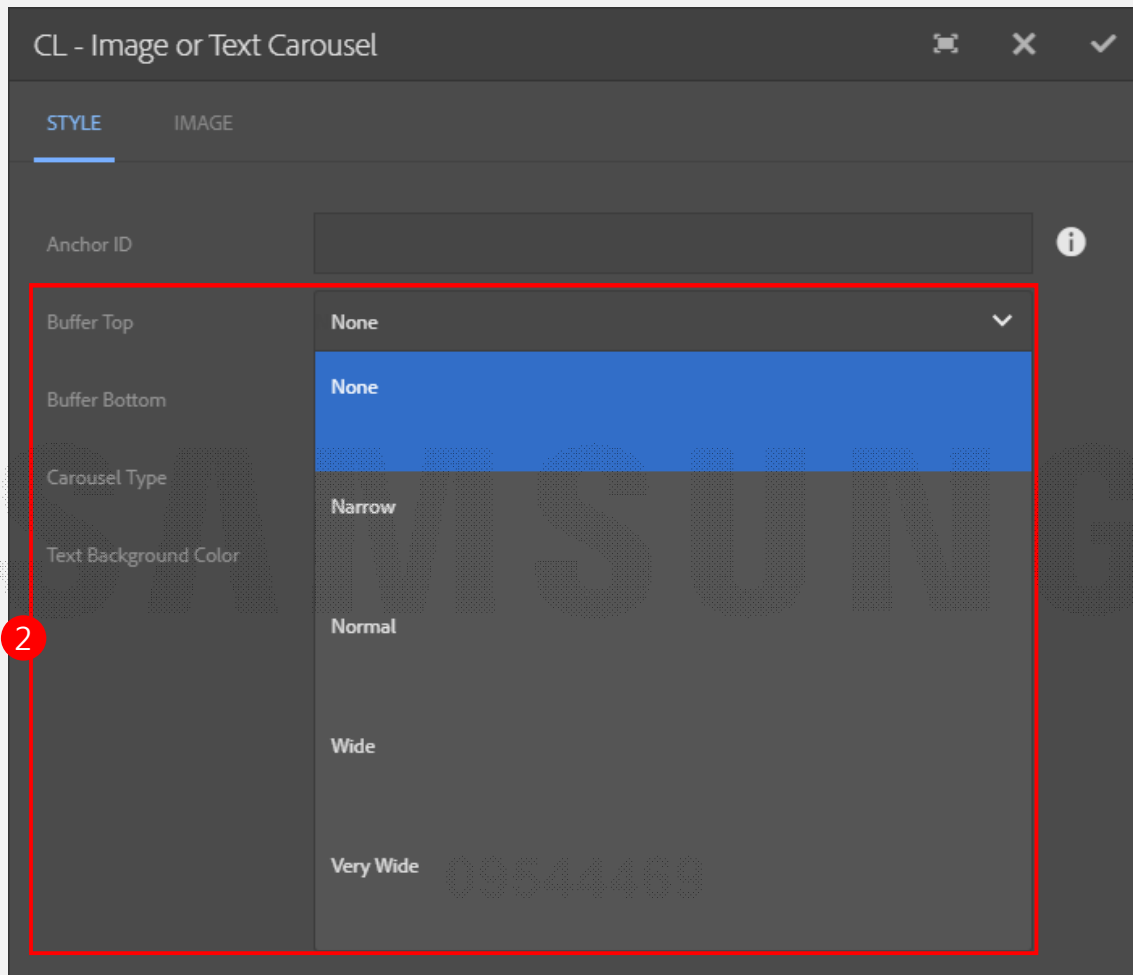 CL - Image or Text Carousel
STYLE IMAGE
Anchor ID
Buffer Top None
None
Buffer Bottom
SAMSUNG
Carousel Type
Narrow
Text Background Color
Normal
2
Wide
Very Wide
09544469